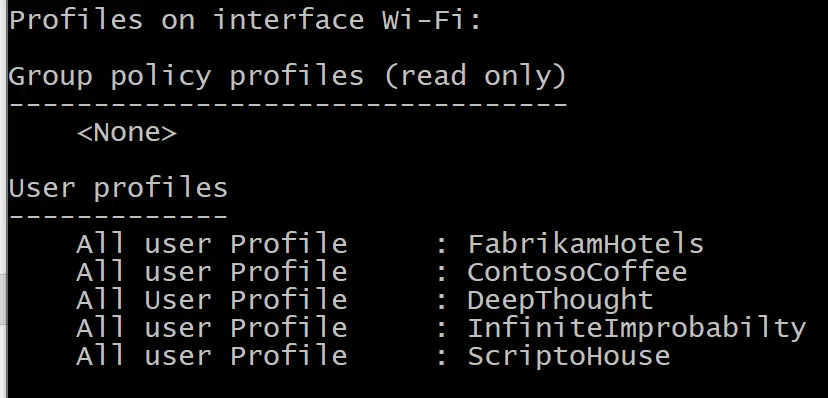 Profiles on interface Wi-Fi:
Group policy profiles (read only)
---------------------------------
<None>
User profiles
-------------
All user Profile : FabrikamHotels
All user Profile : ContosoCoffee
All User Profile : DeepThought
All user Profile : InfiniteImprobabilty
All user Profile : ScriptoHouse